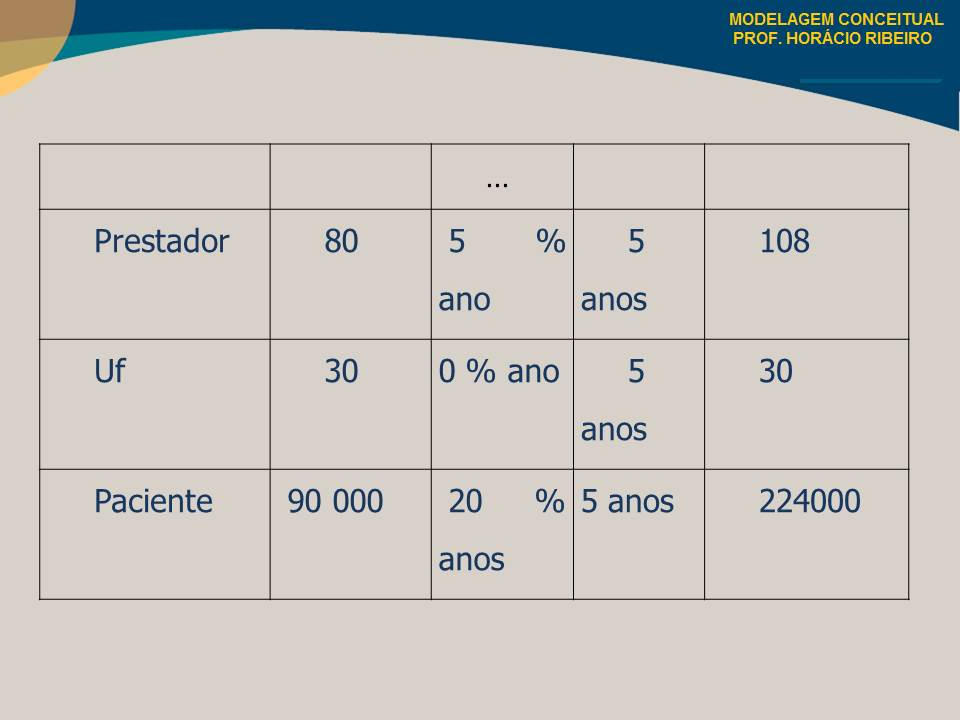 MODELAGEM CONCEITUAL
PROF. HORÁCIO RIBEIRO
...
Prestador 80 5 % ano 5 anos 108
Uf 30 0 % ano 5 anos 30
Paciente 90 000 20 % anos 5 anos 224000